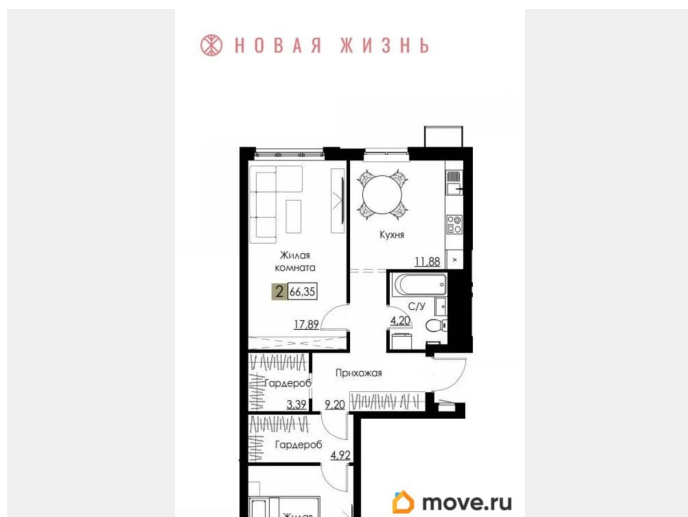 НОВАЯ ЖИЗНЬ
Кухня
11,88
Жилая
комната
2 66,35
17,89
С/У
4,20
Прихожая
Гардероб
3,39
9,20
Гардероб
4,92
Жилая
move.ru